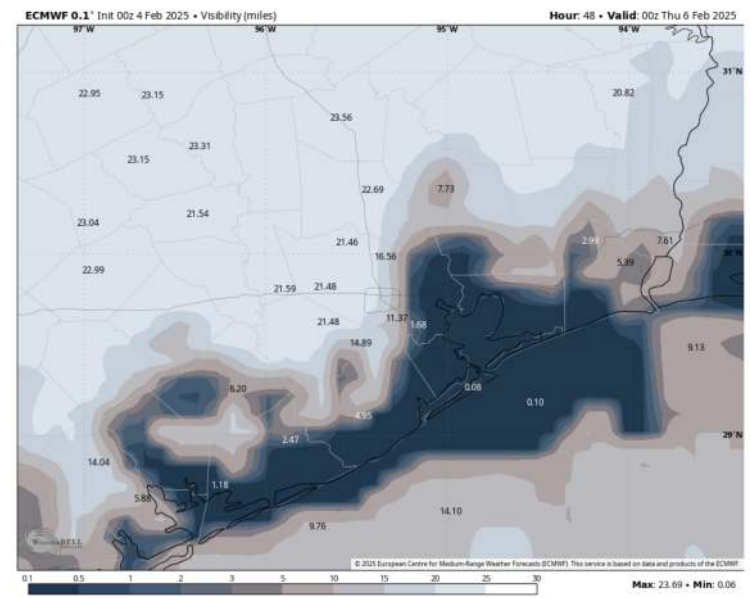 ECMWF 0.1° Init 00z 4 Feb 2025 • Visibility (miles) Hour: 48 • Valid: 00z Thu 6 Feb 2025
97°W 96°W 95°W 94°W
31°N
22.95 23.15 20.82
23.56
23.31
23.15
22.69 7.73
21.54
23.04
21.46 2.99 7.61
16.56 30°N
22.99 5.39
21.59 21.48
21.48 11.37 1.68
14.89 9.13
6.20 0.08
0.10
4.95
2.47 29°N
14.04
1.18
5.88
14.10
9.76
WeatherBELL
© 2025 European Centre for Medium-Range Weather Forecasts (ECMWF). This service is based on data and products of the ECMWF.
0.1 0.5 1 2 3 5 10 15 20 25 30
Max: 23.69 • Min: 0.06